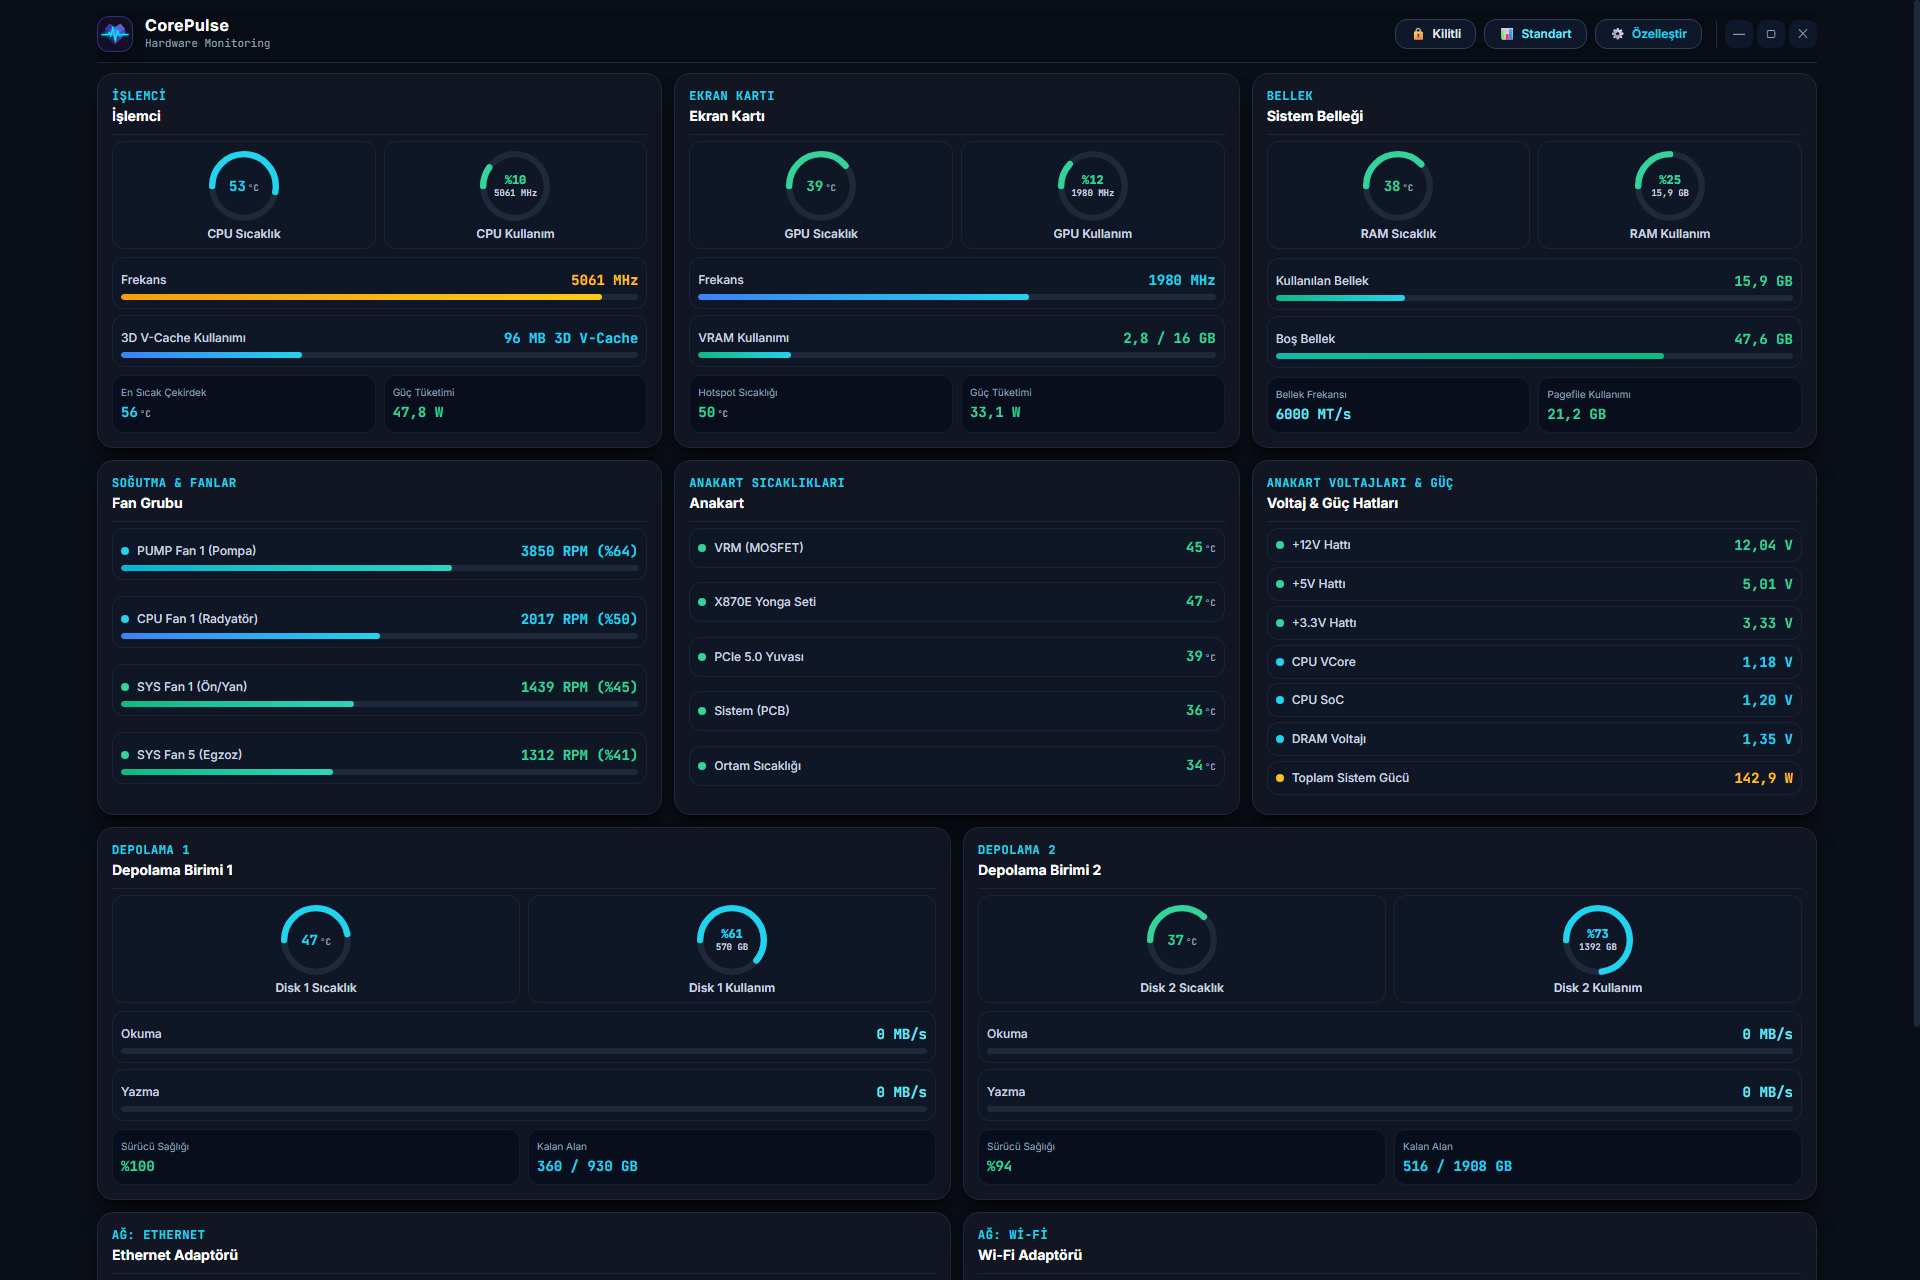 CorePulse
Hardware Monitoring
Kilitli
Standart
Özelleştir
İŞLEMCİ
İşlemci
53 °C
CPU Sıcaklık
%10
5061 MHz
CPU Kullanım
Frekans
5061 MHz
3D V-Cache Kullanımı
96 MB 3D V-Cache
En Sıcak Çekirdek
56 °C
Güç Tüketimi
47,8 W
EKRAN KARTI
Ekran Kartı
39 °C
GPU Sıcaklık
%12
1980 MHz
GPU Kullanım
Frekans
1980 MHz
VRAM Kullanımı
2,8 / 16 GB
Hotspot Sıcaklığı
50 °C
Güç Tüketimi
33,1 W
BELLEK
Sistem Belleği
38 °C
RAM Sıcaklık
%25
15,9 GB
RAM Kullanım
Kullanılan Bellek
15,9 GB
Boş Bellek
47,6 GB
Bellek Frekansı
6000 MT/s
Pagefile Kullanımı
21,2 GB
SOĞUTMA & FANLAR
Fan Grubu
PUMP Fan 1 (Pompa)
3850 RPM (%64)
CPU Fan 1 (Radyatör)
2017 RPM (%50)
SYS Fan 1 (Ön/Yan)
1439 RPM (%45)
SYS Fan 5 (Egzoz)
1312 RPM (%41)
ANAKART SICAKLIKLARI
Anakart
VRM (MOSFET)
45 °C
X870E Yonga Seti
47 °C
PCIe 5.0 Yuvası
39 °C
Sistem (PCB)
36 °C
Ortam Sıcaklığı
34 °C
ANAKART VOLTAJLARI & GÜÇ
Voltaj & Güç Hatları
+12V Hattı
12,04 V
+5V Hattı
5,01 V
+3.3V Hattı
3,33 V
CPU VCore
1,18 V
CPU SoC
1,20 V
DRAM Voltajı
1,35 V
Toplam Sistem Gücü
142,9 W
DEPOLAMA 1
Depolama Birimi 1
47 °C
Disk 1 Sıcaklık
%61
570 GB
Disk 1 Kullanım
Okuma
0 MB/s
Yazma
0 MB/s
Sürücü Sağlığı
%100
Kalan Alan
360 / 930 GB
DEPOLAMA 2
Depolama Birimi 2
37 °C
Disk 2 Sıcaklık
%73
1392 GB
Disk 2 Kullanım
Okuma
0 MB/s
Yazma
0 MB/s
Sürücü Sağlığı
%94
Kalan Alan
516 / 1908 GB
AĞ: ETHERNET
Ethernet Adaptörü
AĞ: Wİ-Fİ
Wi-Fi Adaptörü